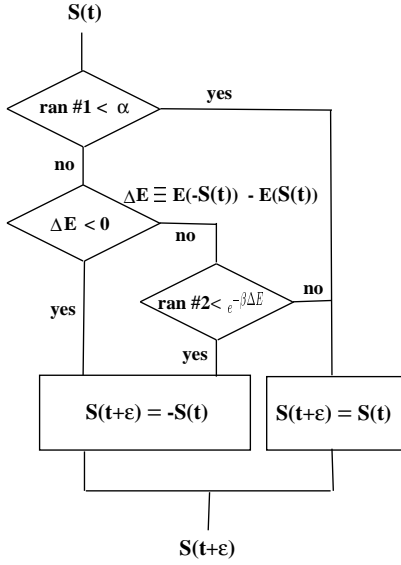 S(t)
ran #1 < α
yes
no
ΔE ≡ E(-S(t)) - E(S(t))
ΔE < 0
no
ran #2< e^{-βΔE}
no
yes
yes
S(t+ε) = -S(t)
S(t+ε) = S(t)
S(t+ε)